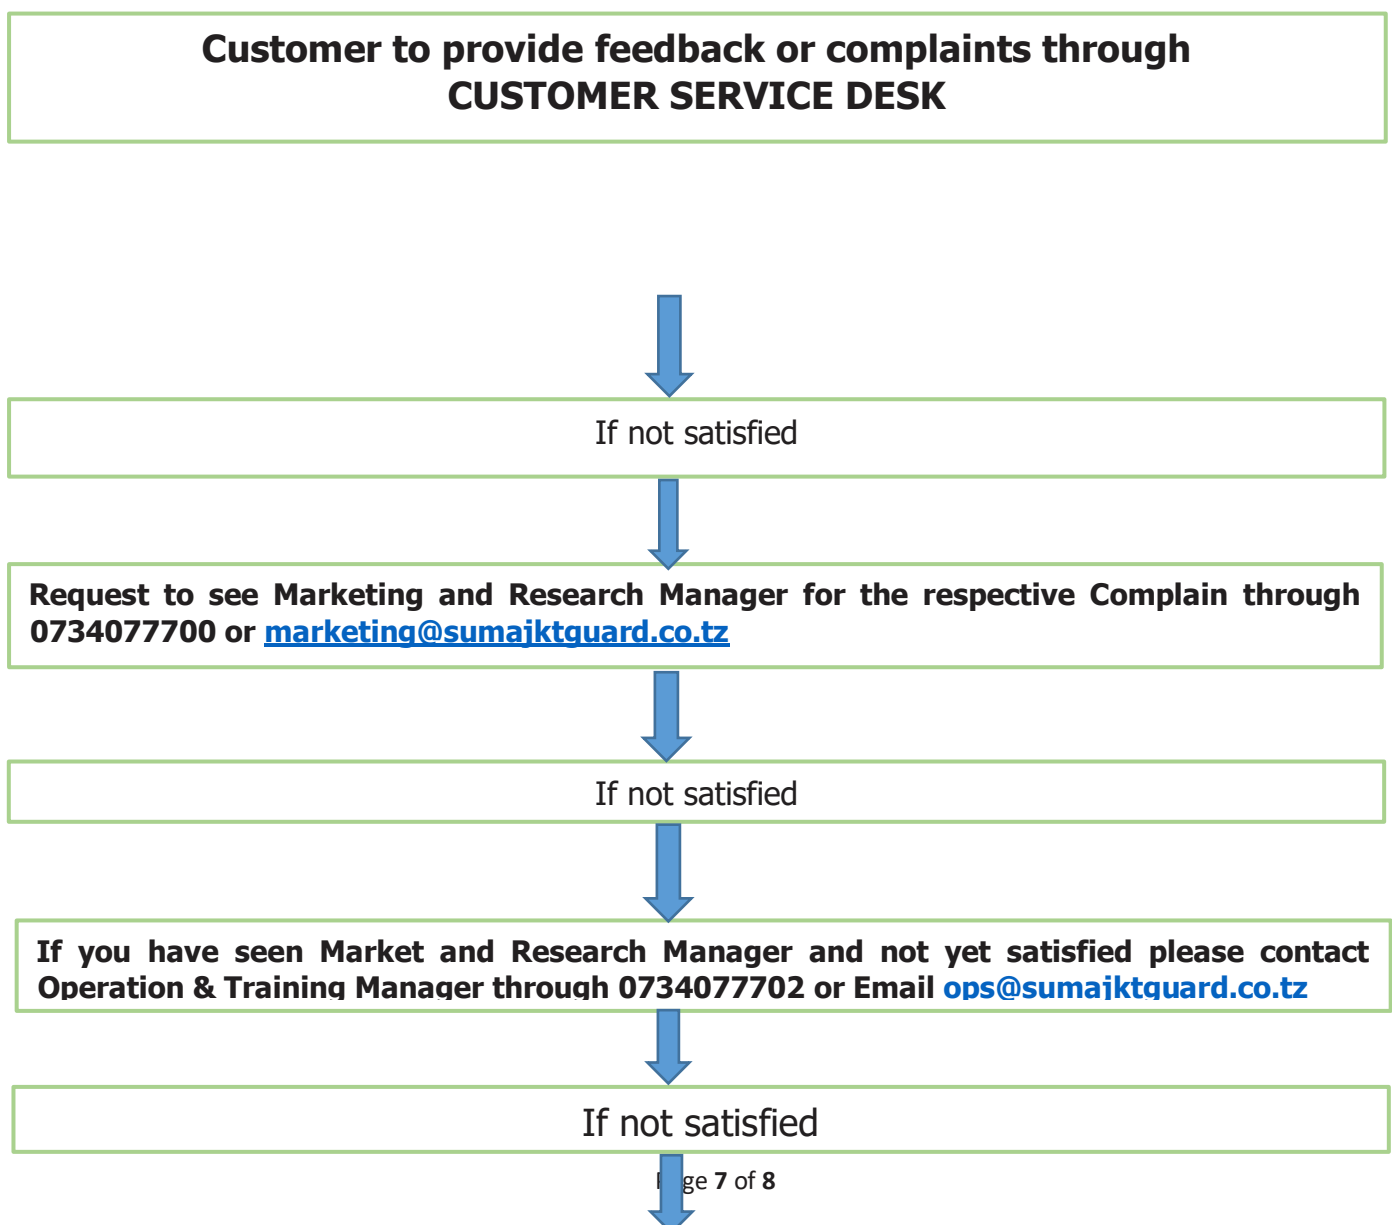 Customer to provide feedback or complaints through
CUSTOMER SERVICE DESK
If not satisfied
Request to see Marketing and Research Manager for the respective Complain through
0734077700 or marketing@sumajktguard.co.tz
If not satisfied
If you have seen Market and Research Manager and not yet satisfied please contact
Operation & Training Manager through 0734077702 or Email ops@sumajktguard.co.tz
If not satisfied
Page 7 of 8